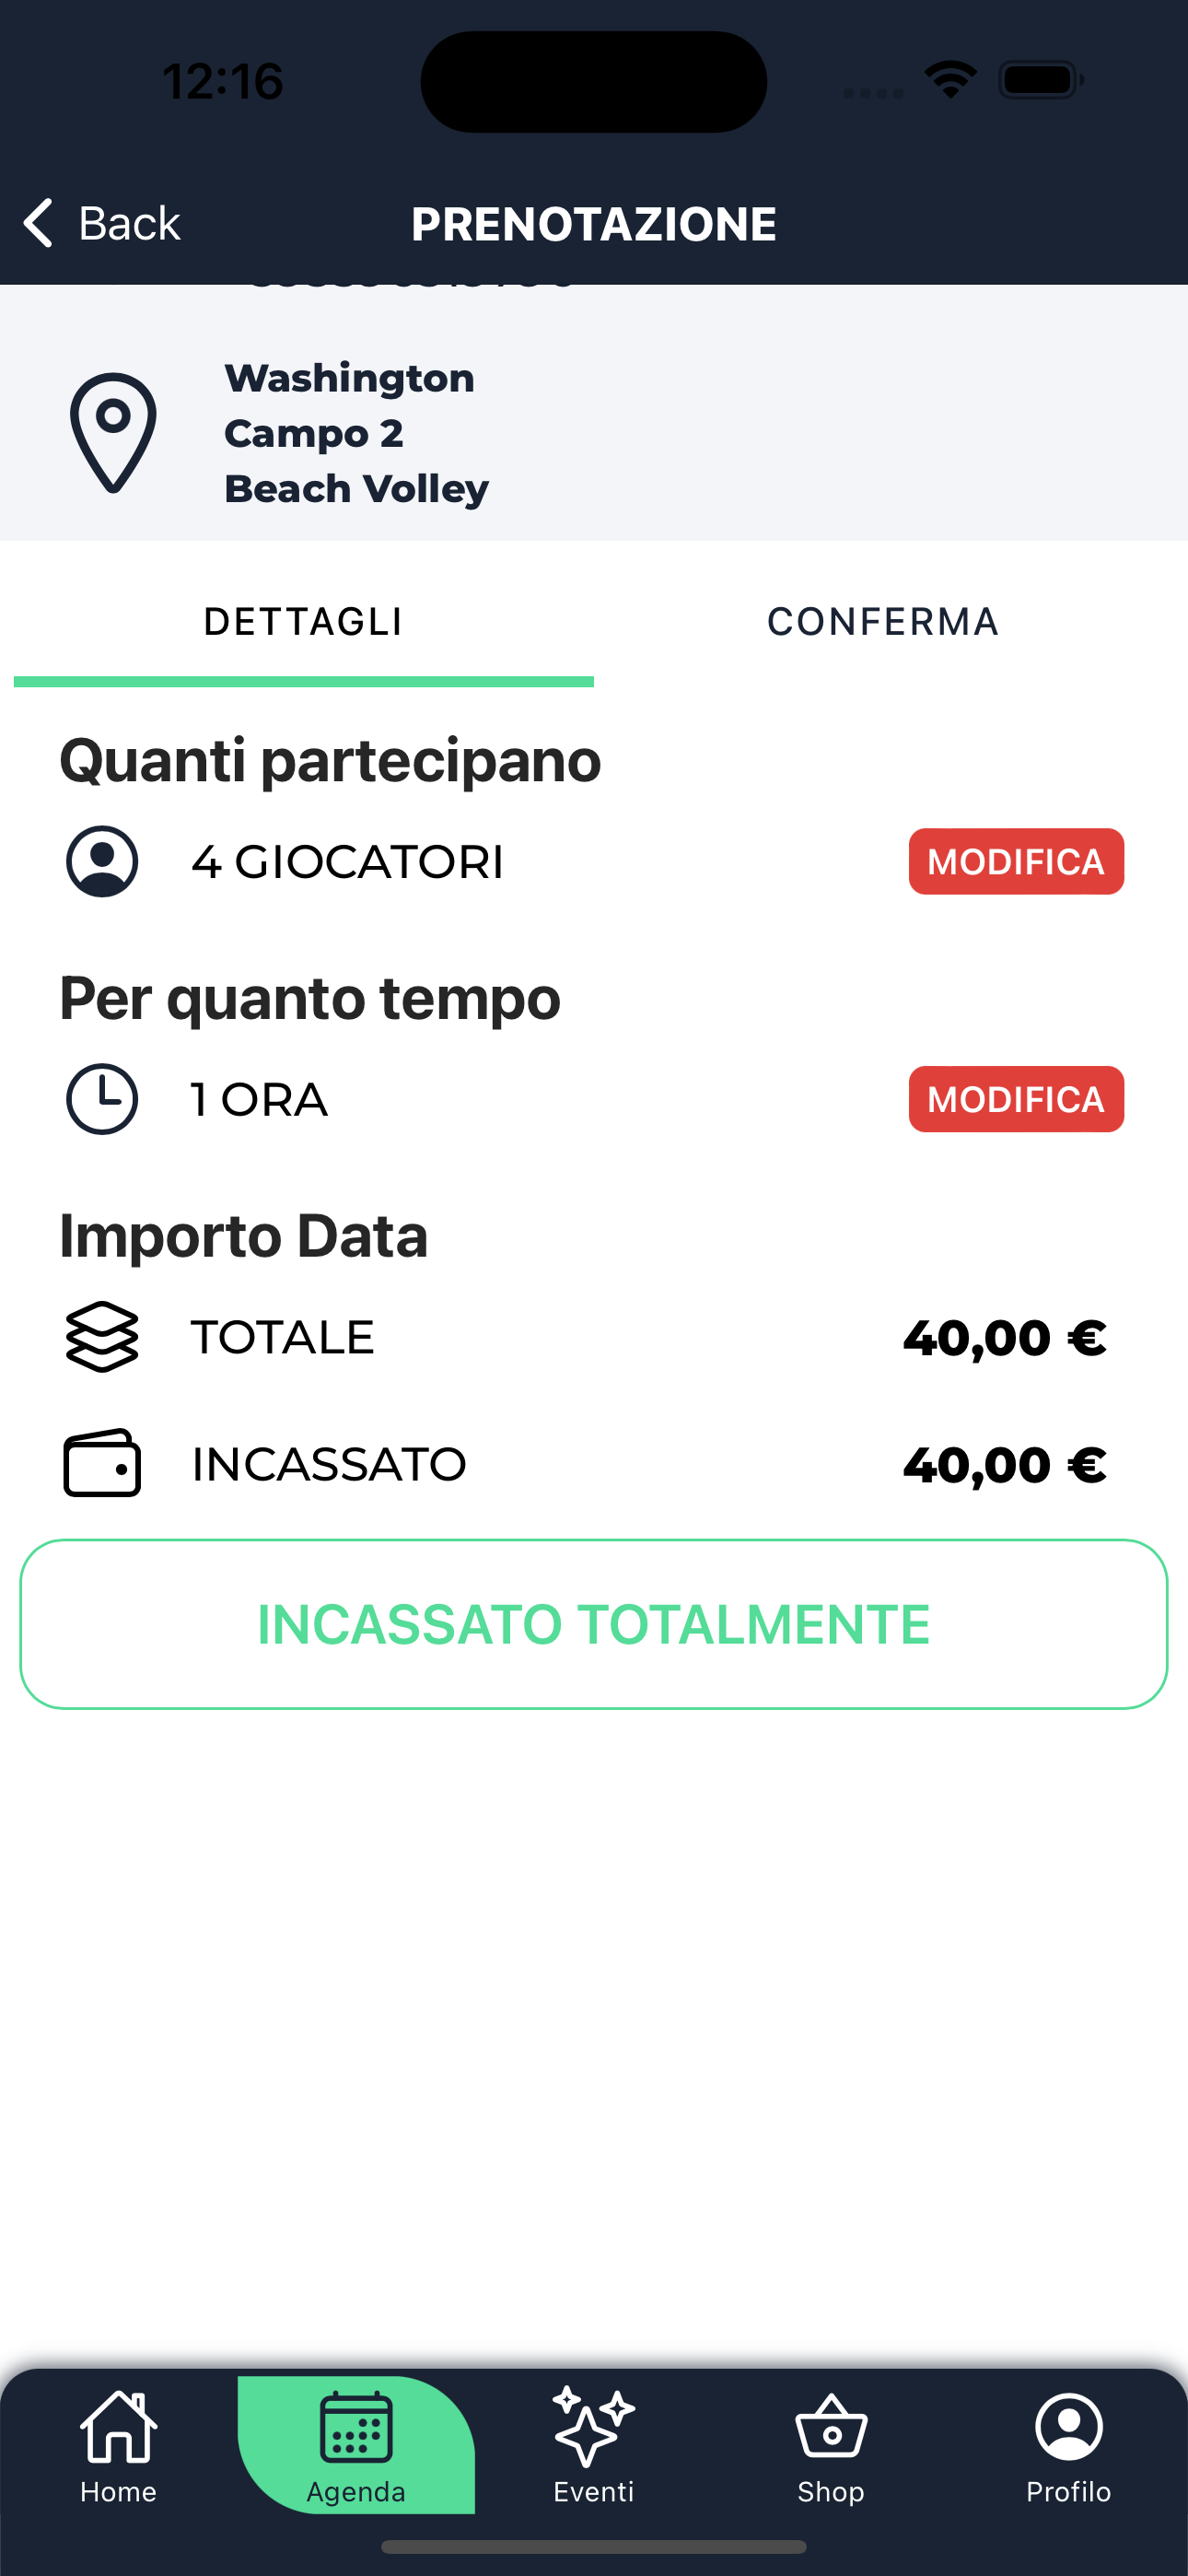 12:16
Back
PRENOTAZIONE
Washington
Campo 2
Beach Volley
DETTAGLI
CONFERMA
Quanti partecipano
4 GIOCATORI
MODIFICA
Per quanto tempo
1 ORA
MODIFICA
Importo Data
TOTALE
40,00 €
INCASSATO
40,00 €
INCASSATO TOTALMENTE
Home
Agenda
Eventi
Shop
Profilo